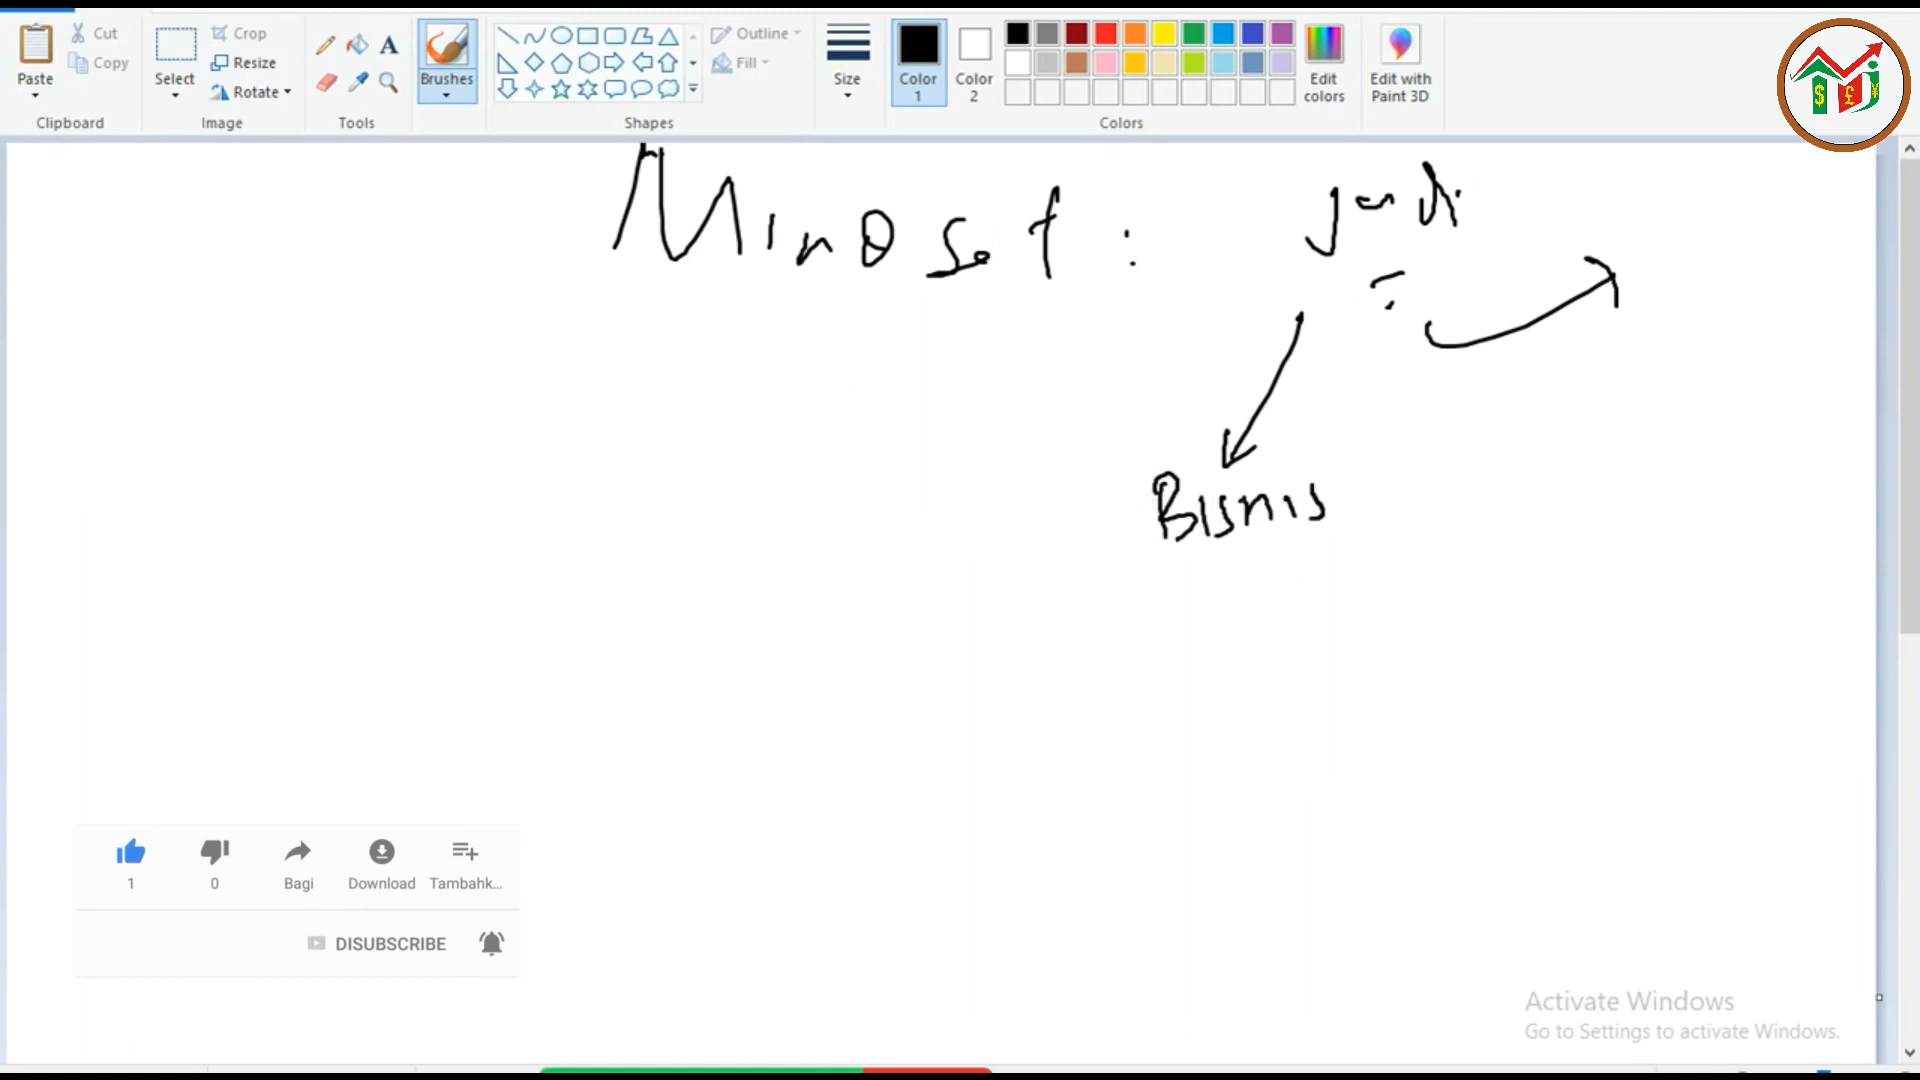 Cut
Copy
Paste
Clipboard
Crop
Resize
Rotate
Select
Image
Tools
Brushes
Shapes
Outline
Fill
Size
Color 1
Color 2
Colors
Edit colors
Edit with Paint 3D
$ £ ¥
MindSet :
Bisnis
1
0
Bagi
Download
Tambahk...
DISUBSCRIBE
Activate Windows
Go to Settings to activate Windows.